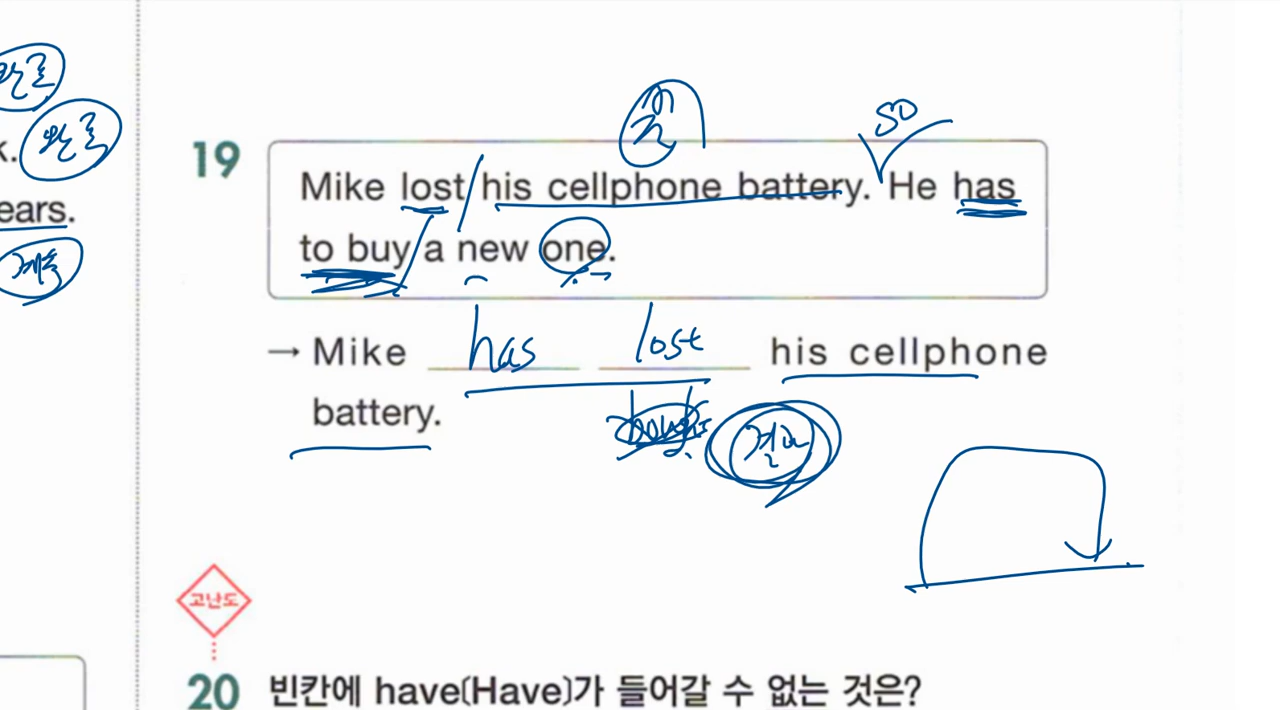 완료
완료
k.
ears.
계속
19
so
Mike lost his cellphone battery. He has
to buy a new one.
→ Mike has lost his cellphone
battery.
결과
고난도
20 빈칸에 have(Have)가 들어갈 수 없는 것은?